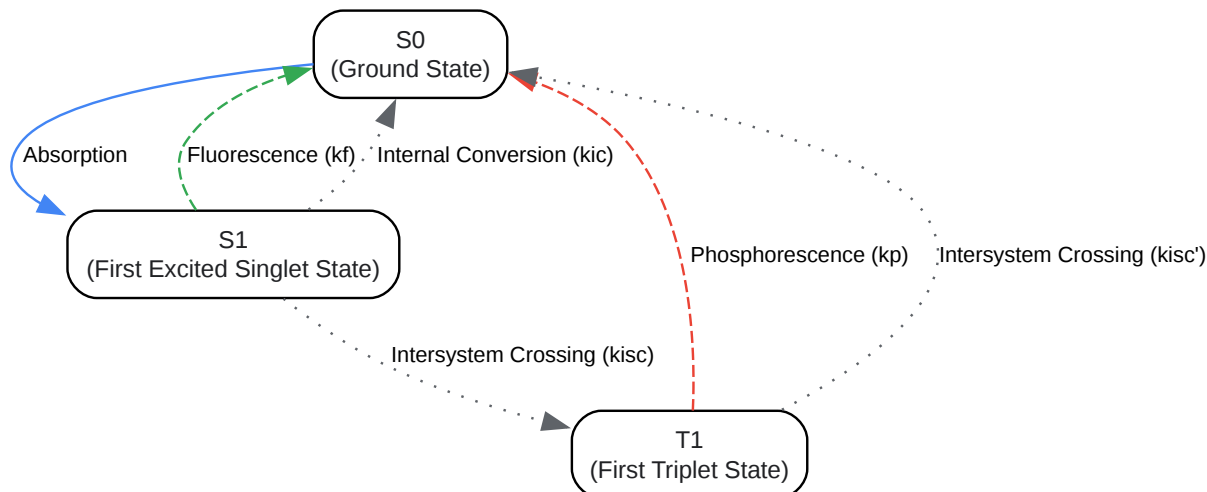 S0
(Ground State)
Absorption
Fluorescence (kf)
Internal Conversion (kic)
S1
(First Excited Singlet State)
Phosphorescence (kp)
Intersystem Crossing (kisc')
Intersystem Crossing (kisc)
T1
(First Triplet State)